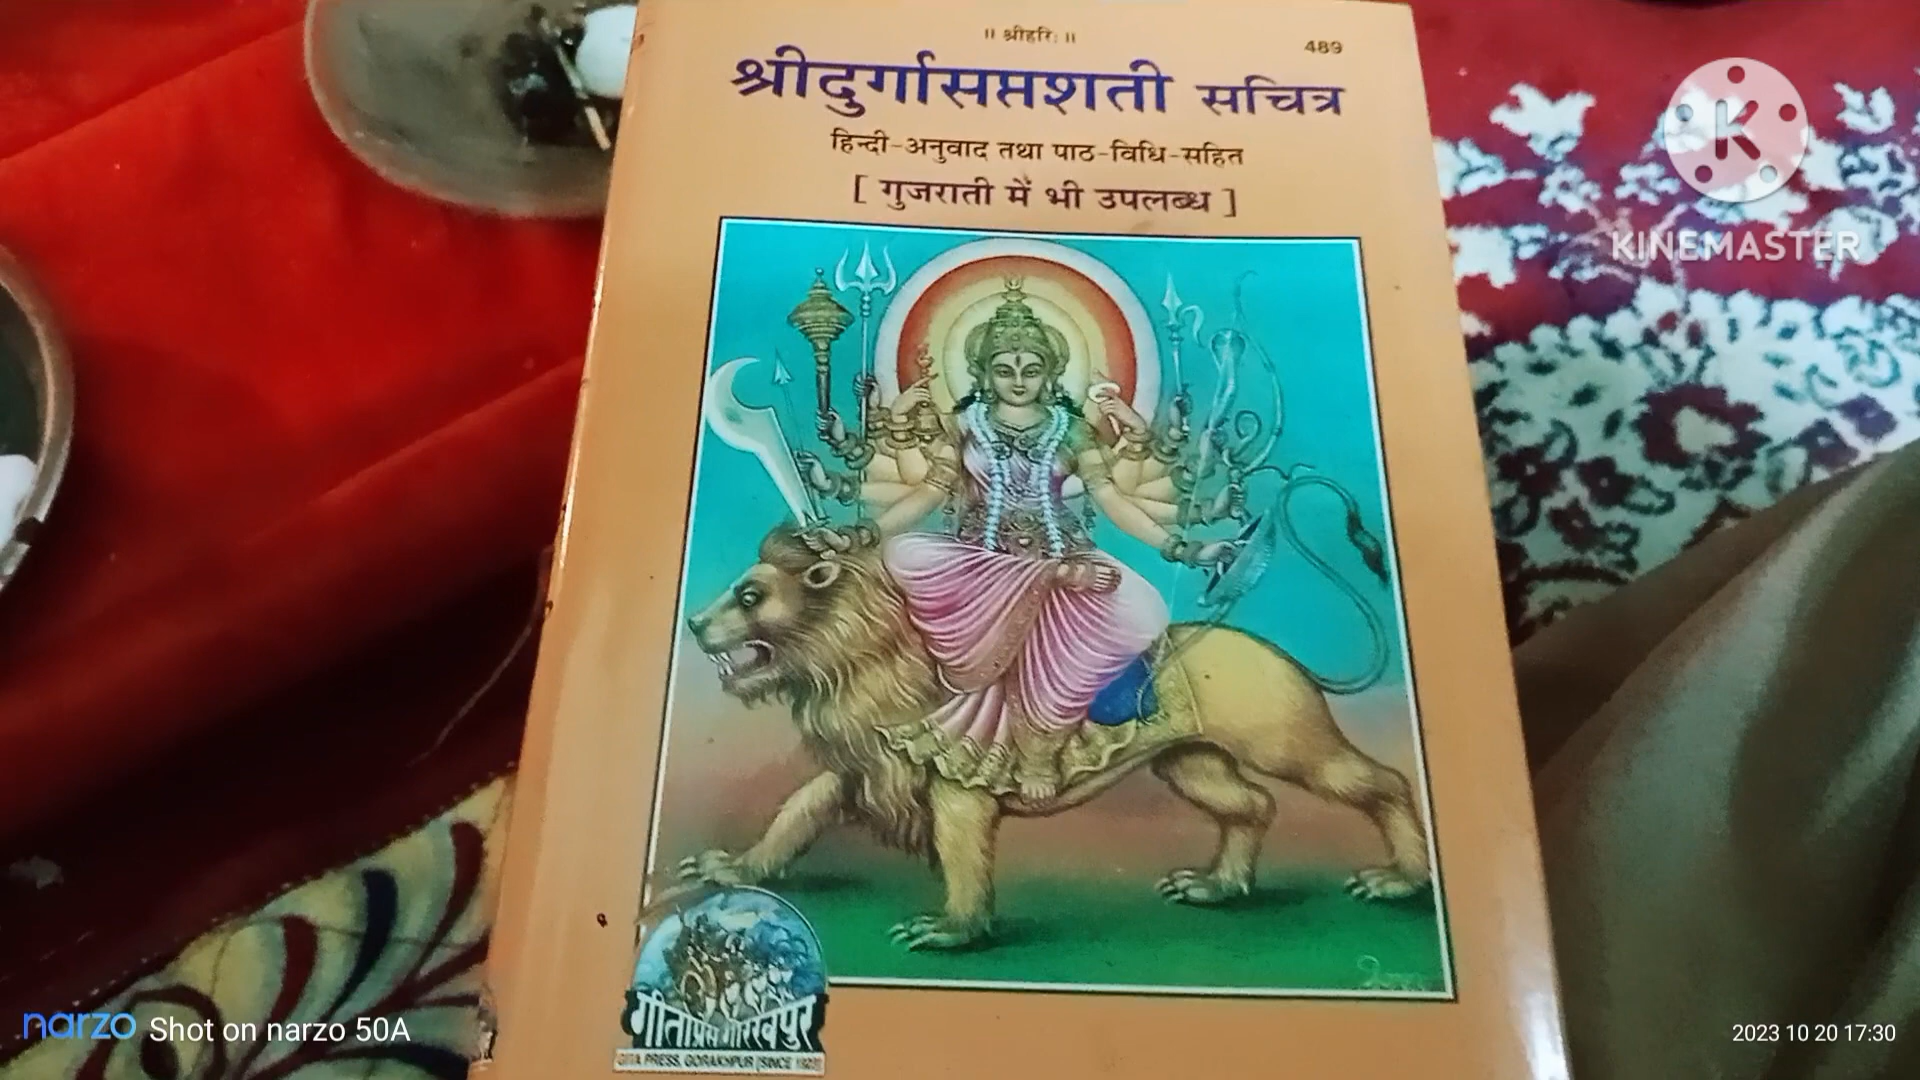 ॥ श्रीहरिः ॥
489
श्रीदुर्गासप्तशती सचित्र
हिन्दी-अनुवाद तथा पाठ-विधि-सहित
[ गुजराती में भी उपलब्ध ]
KINEMASTER
गीताप्रेस गोरखपुर
GITA PRESS, GORAKHPUR [SINCE 1923]
narzo Shot on narzo 50A
2023 10 20 17:30